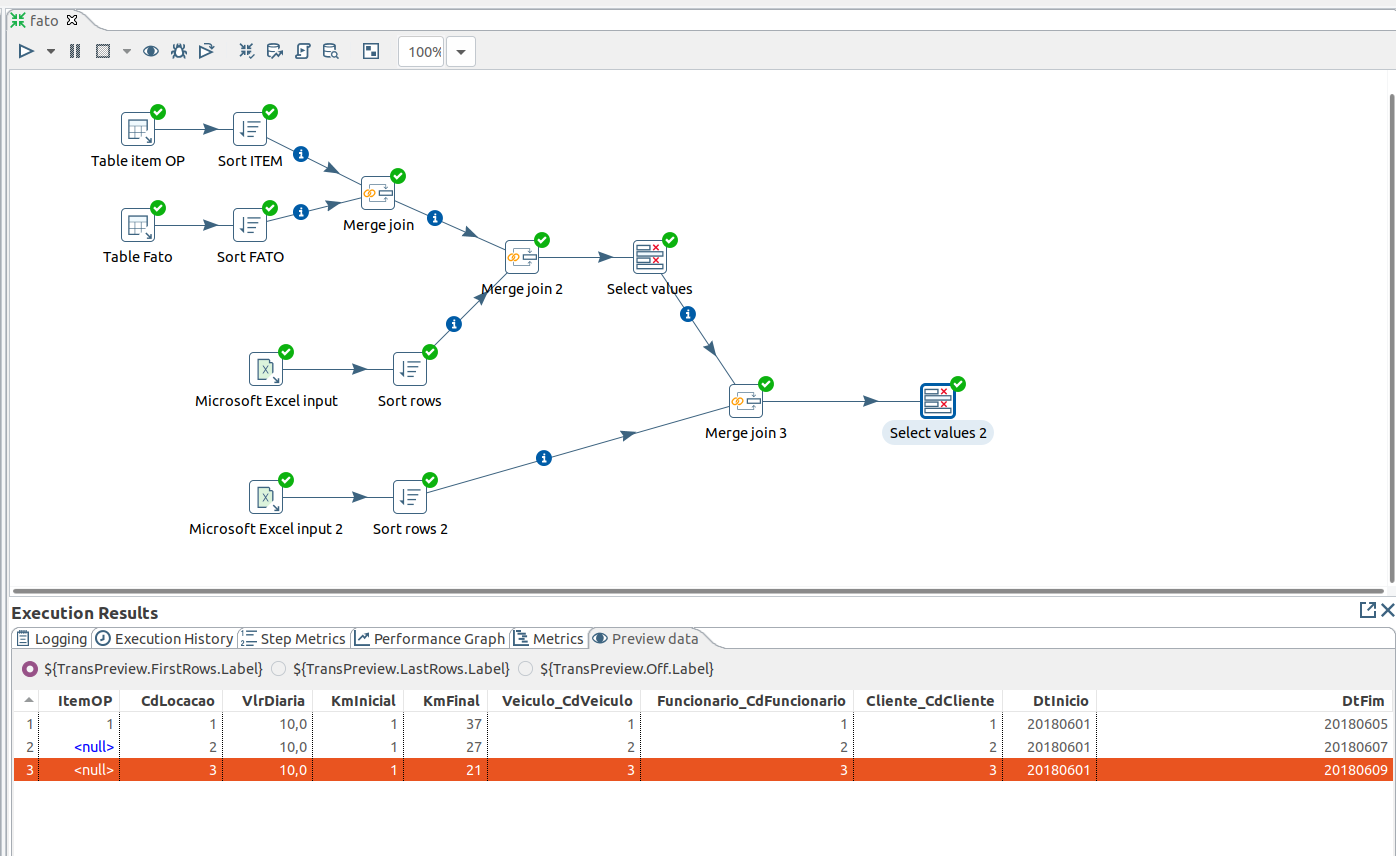 fato
100%
Table item OP
Sort ITEM
Merge join
Table Fato
Sort FATO
Merge join 2
Select values
Microsoft Excel input
Sort rows
Merge join 3
Select values 2
Microsoft Excel input 2
Sort rows 2
Execution Results
Logging Execution History Step Metrics Performance Graph Metrics Preview data
${TransPreview.FirstRows.Label} ${TransPreview.LastRows.Label} ${TransPreview.Off.Label}
ItemOP CdLocacao VlrDiaria KmInicial KmFinal Veiculo_CdVeiculo Funcionario_CdFuncionario Cliente_CdCliente DtInicio DtFim
1 1 1 10,0 1 37 1 1 1 20180601 20180605
2 <null> 2 10,0 1 27 2 2 2 20180601 20180607
3 <null> 3 10,0 1 21 3 3 3 20180601 20180609